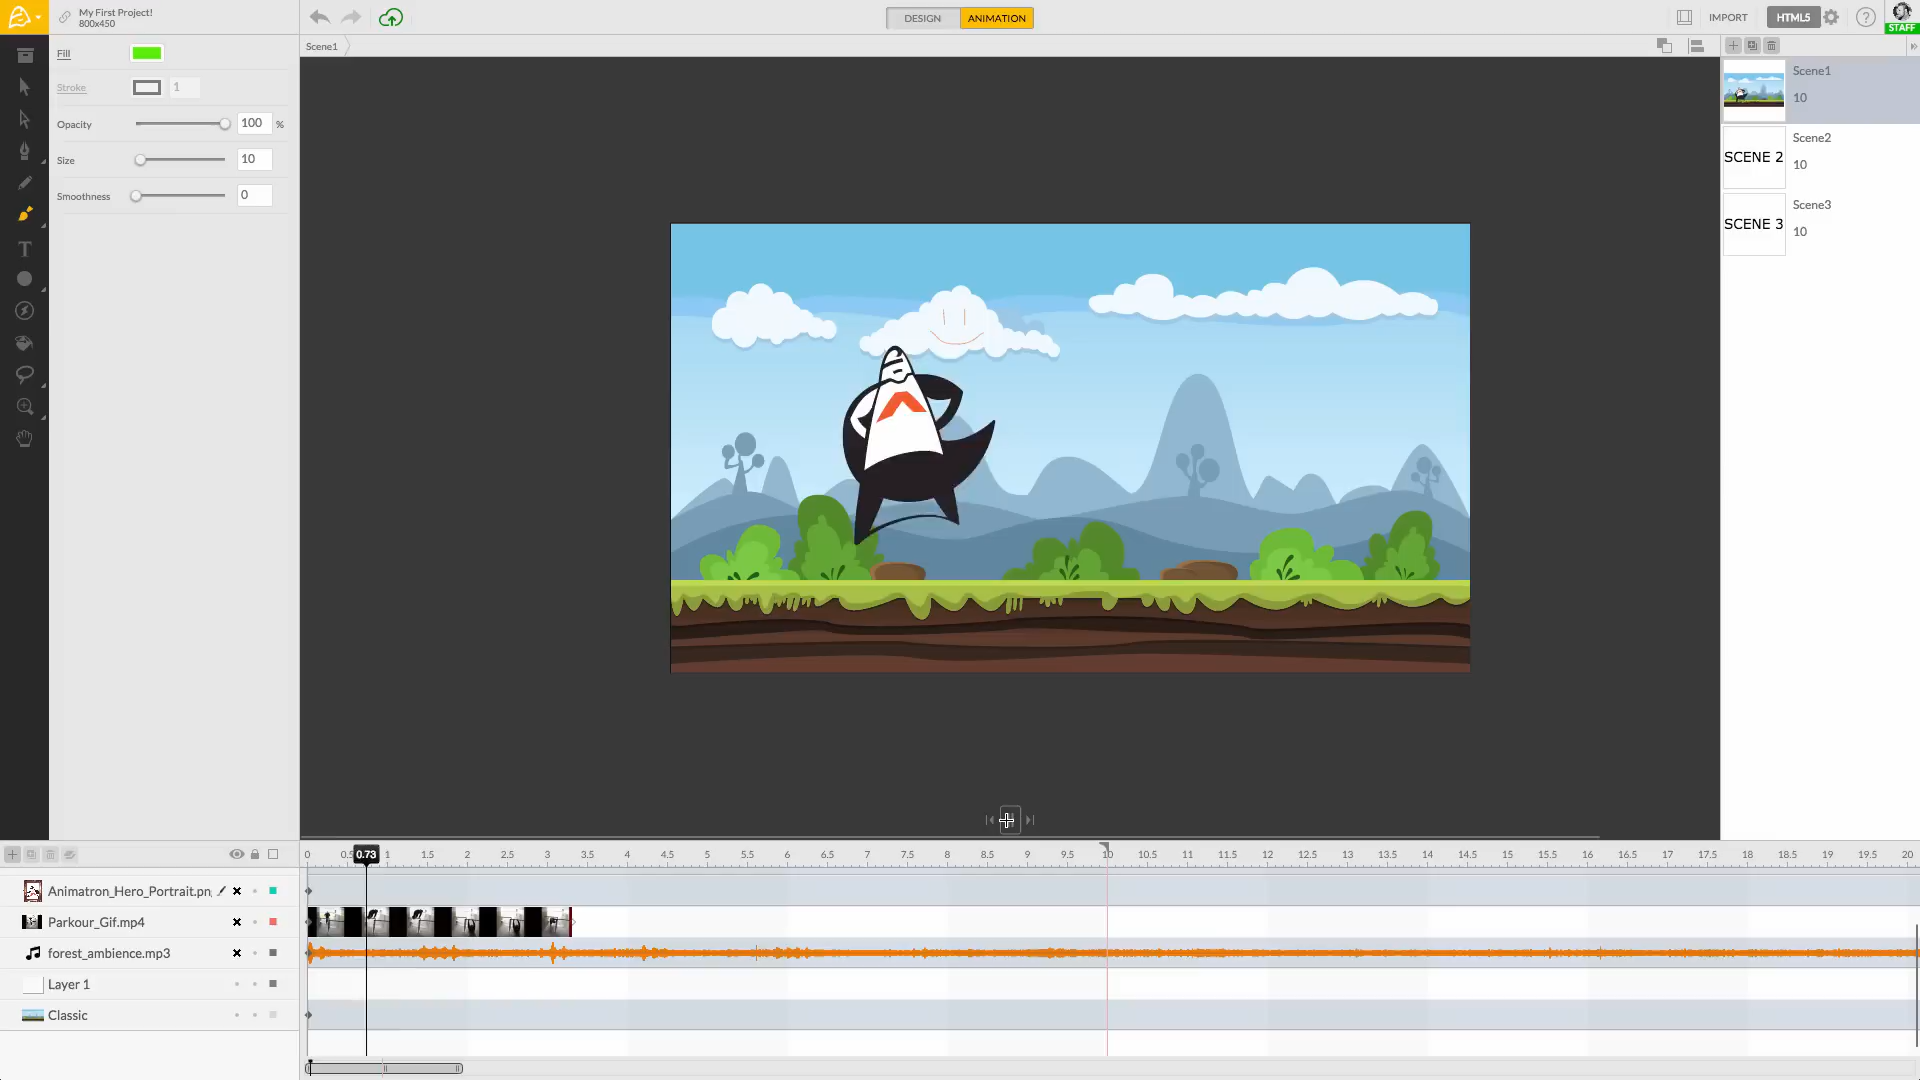 My First Project!
800x450
DESIGN
ANIMATION
IMPORT
HTML5
STAFF
Fill
Stroke
1
Opacity
100
%
Size
10
Smoothness
0
T
Scene1
Scene1
10
SCENE 2
Scene2
10
SCENE 3
Scene3
10
0 0.5 0.73 1 1.5 2 2.5 3 3.5 4 4.5 5 5.5 6 6.5 7 7.5 8 8.5 9 9.5 10 10.5 11 11.5 12 12.5 13 13.5 14 14.5 15 15.5 16 16.5 17 17.5 18 18.5 19 19.5 20
Animatron_Hero_Portrait.pn
Parkour_Gif.mp4
forest_ambience.mp3
Layer 1
Classic